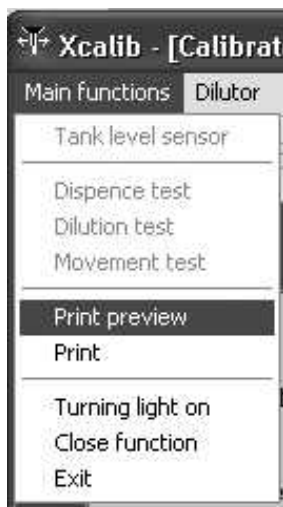 Xcalib - [Calibrat
Main functions Dilutor
Tank level sensor
Dispence test
Dilution test
Movement test
Print preview
Print
Turning light on
Close function
Exit